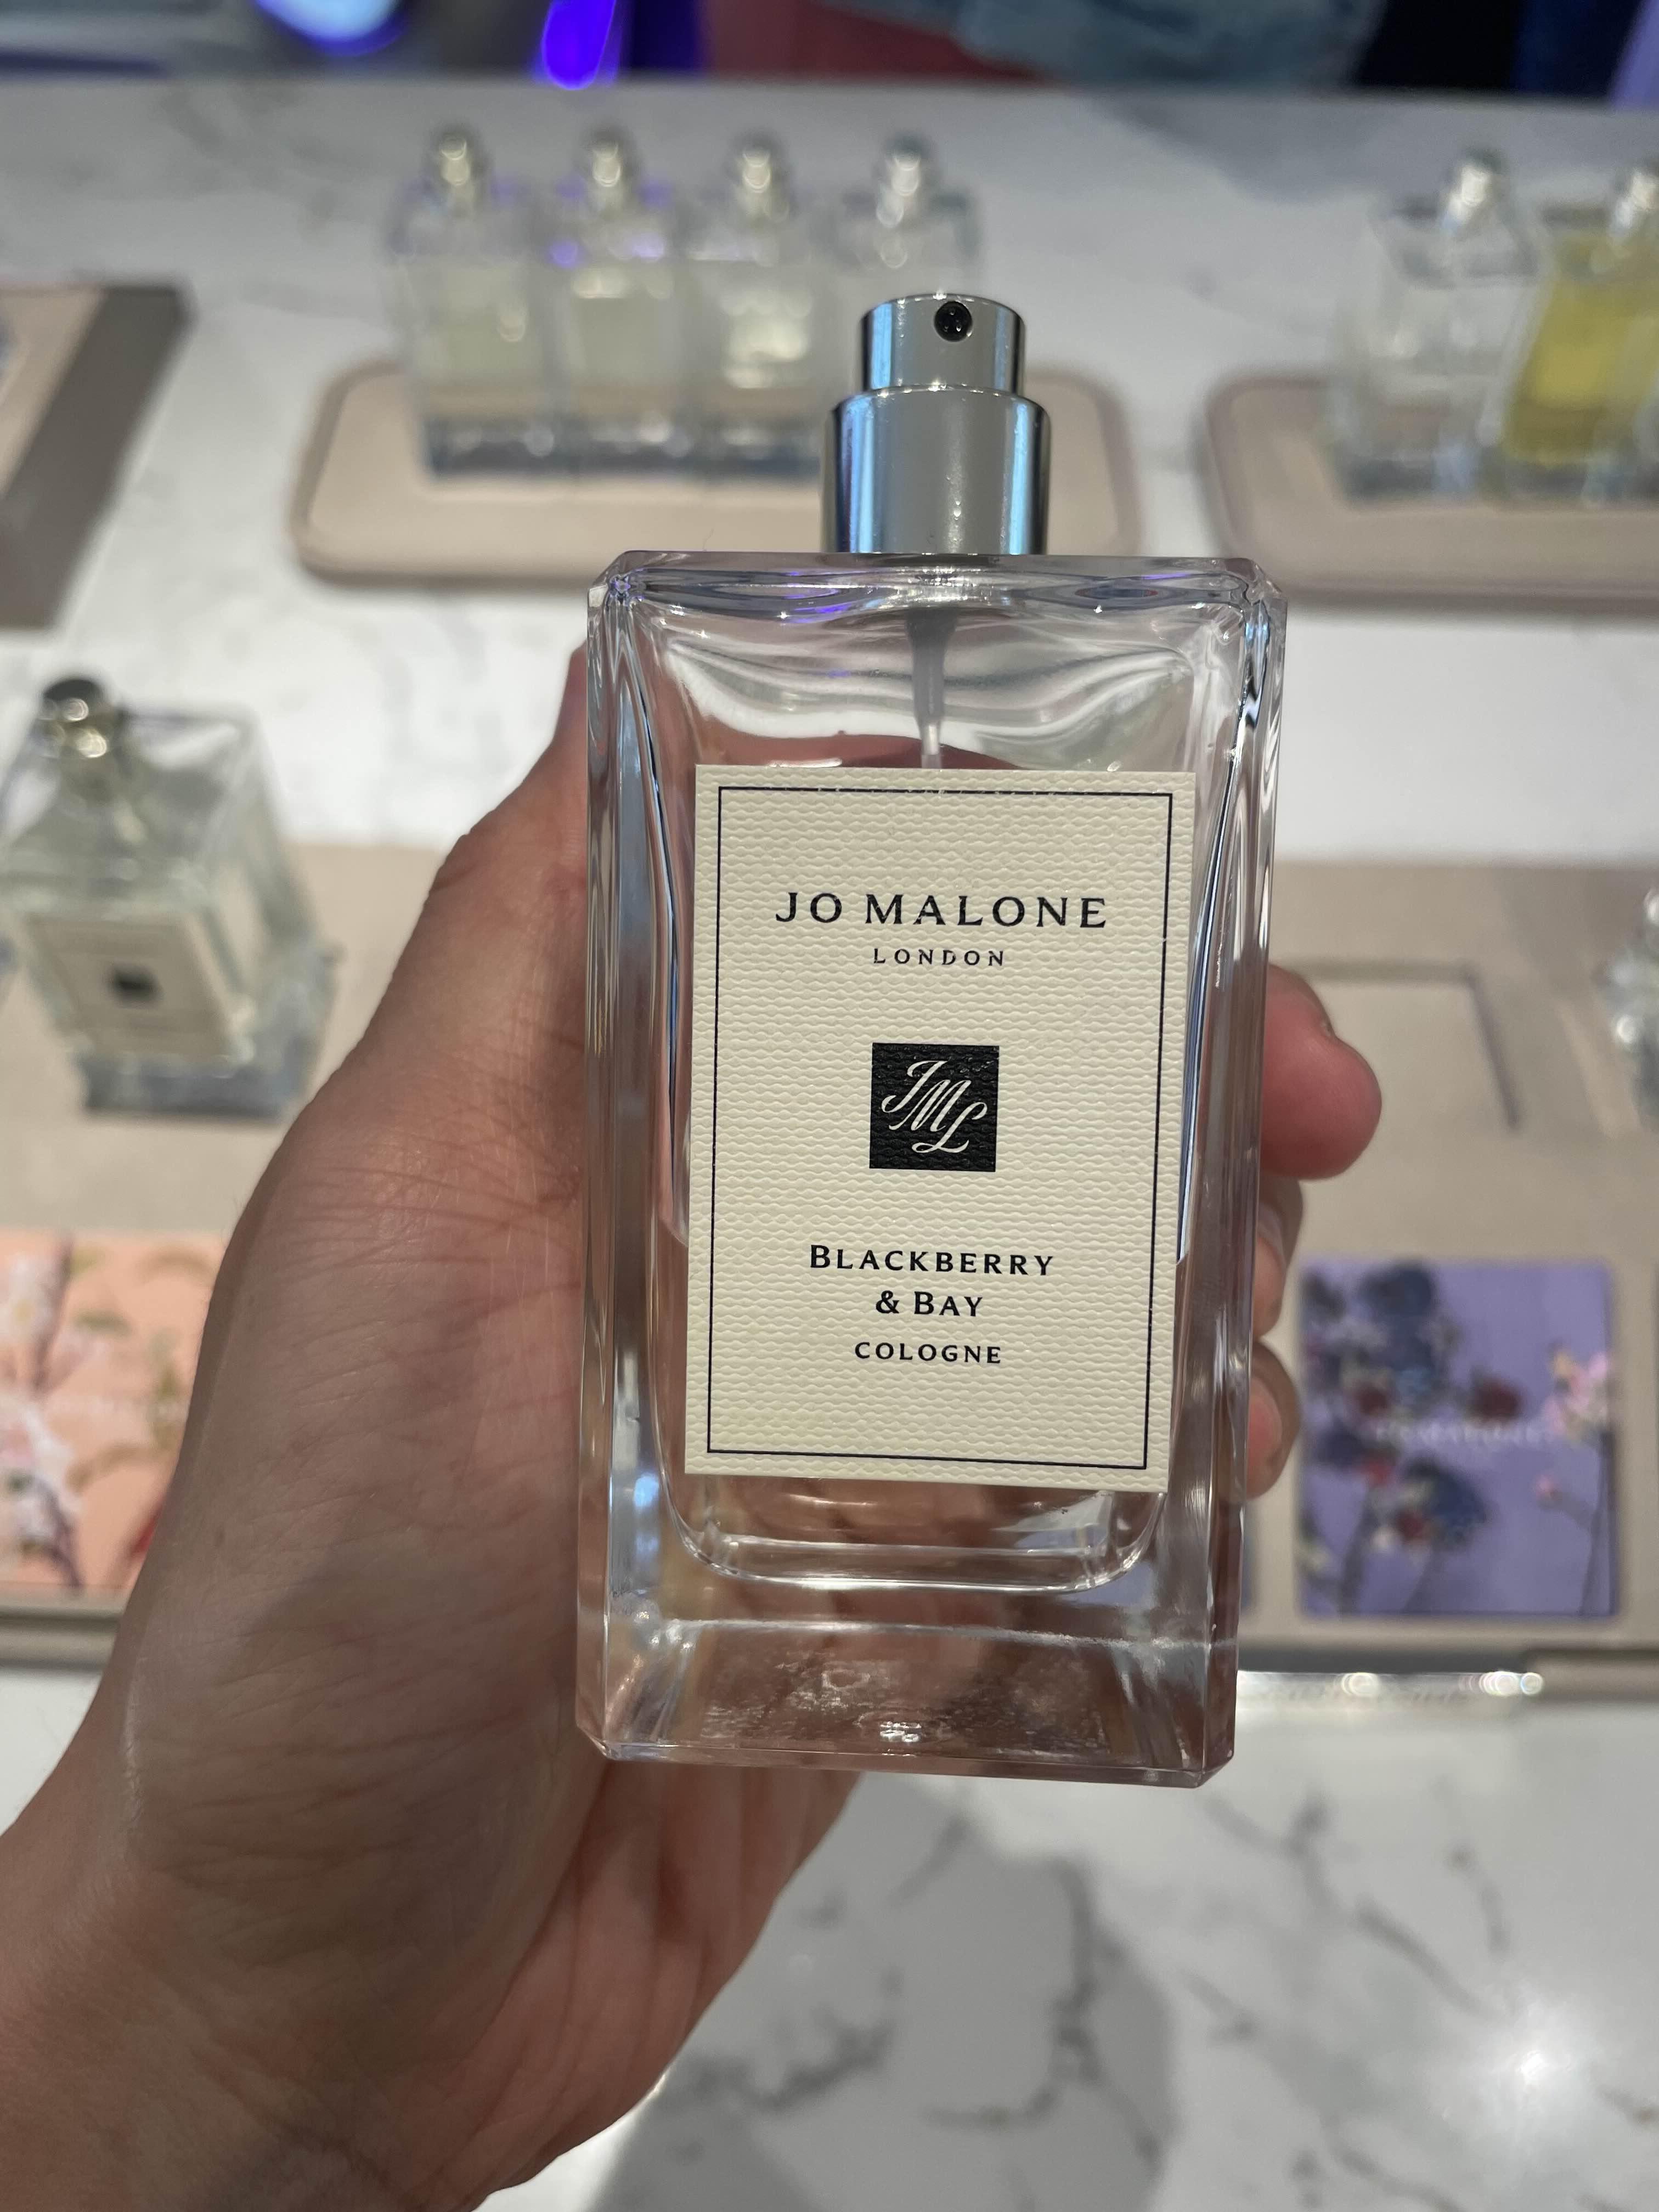 JO MALONE
LONDON
JML
BLACKBERRY
& BAY
COLOGNE